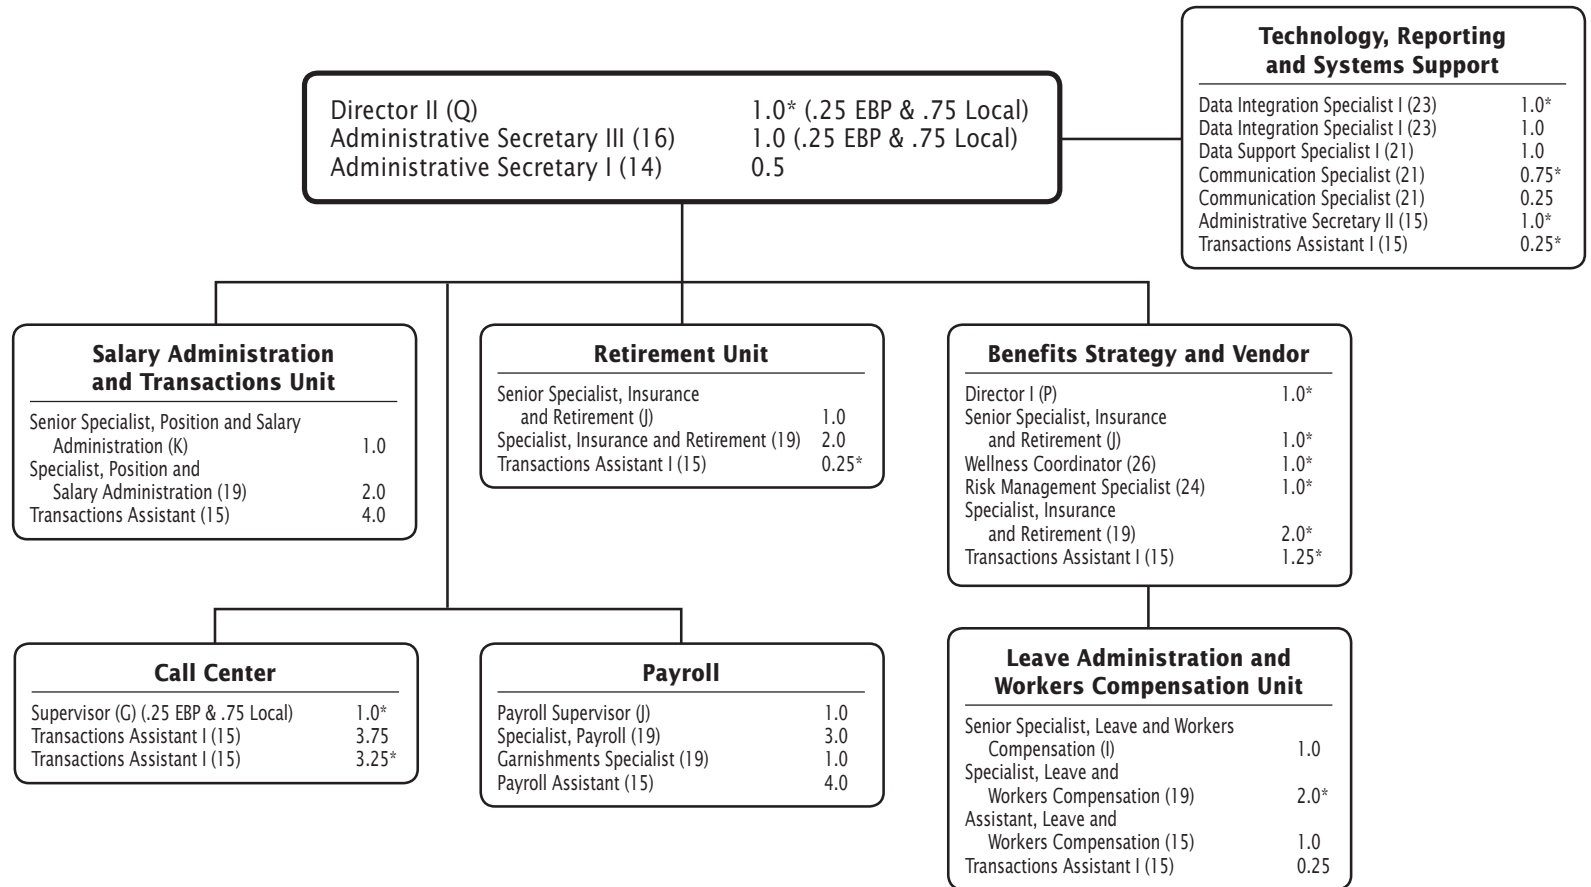 Technology, Reporting
and Systems Support
Data Integration Specialist I (23) 1.0*
Data Integration Specialist I (23) 1.0
Data Support Specialist I (21) 1.0
Communication Specialist (21) 0.75*
Communication Specialist (21) 0.25
Administrative Secretary II (15) 1.0*
Transactions Assistant I (15) 0.25*
Director II (Q) 1.0* (.25 EBP & .75 Local)
Administrative Secretary III (16) 1.0 (.25 EBP & .75 Local)
Administrative Secretary I (14) 0.5
Salary Administration
and Transactions Unit
Senior Specialist, Position and Salary
Administration (K) 1.0
Specialist, Position and
Salary Administration (19) 2.0
Transactions Assistant (15) 4.0
Retirement Unit
Senior Specialist, Insurance
and Retirement (J) 1.0
Specialist, Insurance and Retirement (19) 2.0
Transactions Assistant I (15) 0.25*
Benefits Strategy and Vendor
Director I (P) 1.0*
Senior Specialist, Insurance
and Retirement (J) 1.0*
Wellness Coordinator (26) 1.0*
Risk Management Specialist (24) 1.0*
Specialist, Insurance
and Retirement (19) 2.0*
Transactions Assistant I (15) 1.25*
Call Center
Supervisor (G) (.25 EBP & .75 Local) 1.0*
Transactions Assistant I (15) 3.75
Transactions Assistant I (15) 3.25*
Payroll
Payroll Supervisor (J) 1.0
Specialist, Payroll (19) 3.0
Garnishments Specialist (19) 1.0
Payroll Assistant (15) 4.0
Leave Administration and
Workers Compensation Unit
Senior Specialist, Leave and Workers
Compensation (I) 1.0
Specialist, Leave and
Workers Compensation (19) 2.0*
Assistant, Leave and
Workers Compensation (15) 1.0
Transactions Assistant I (15) 0.25